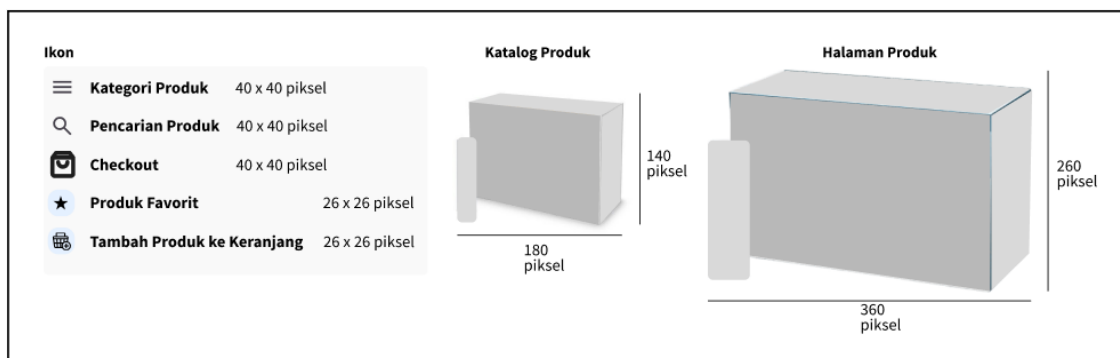 Ikon
Kategori Produk 40 x 40 piksel
Pencarian Produk 40 x 40 piksel
Checkout 40 x 40 piksel
Produk Favorit 26 x 26 piksel
Tambah Produk ke Keranjang 26 x 26 piksel
Katalog Produk
140
piksel
180
piksel
Halaman Produk
260
piksel
360
piksel